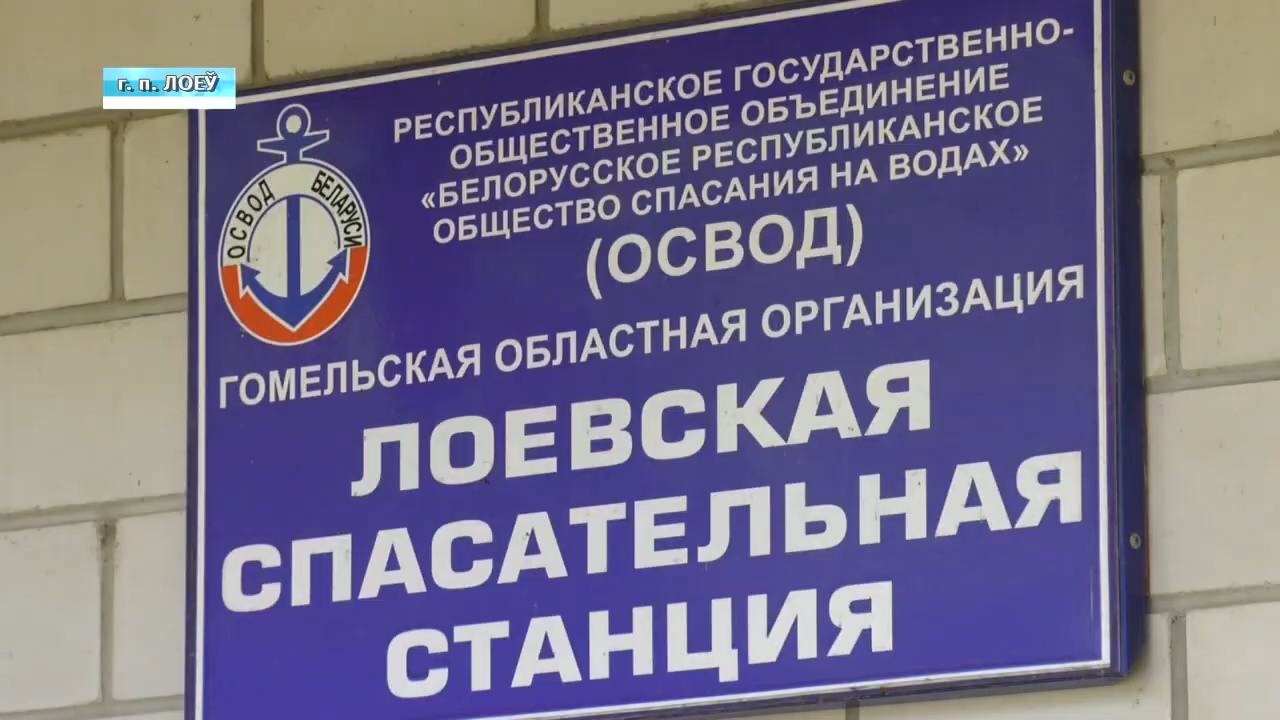 г. п. ЛОЕЎ
ОСВОД БЕЛАРУСИ
РЕСПУБЛИКАНСКОЕ ГОСУДАРСТВЕННО-
ОБЩЕСТВЕННОЕ ОБЪЕДИНЕНИЕ
«БЕЛОРУССКОЕ РЕСПУБЛИКАНСКОЕ
ОБЩЕСТВО СПАСАНИЯ НА ВОДАХ»
(ОСВОД)
ГОМЕЛЬСКАЯ ОБЛАСТНАЯ ОРГАНИЗАЦИЯ
ЛОЕВСКАЯ
СПАСАТЕЛЬНАЯ
СТАНЦИЯ